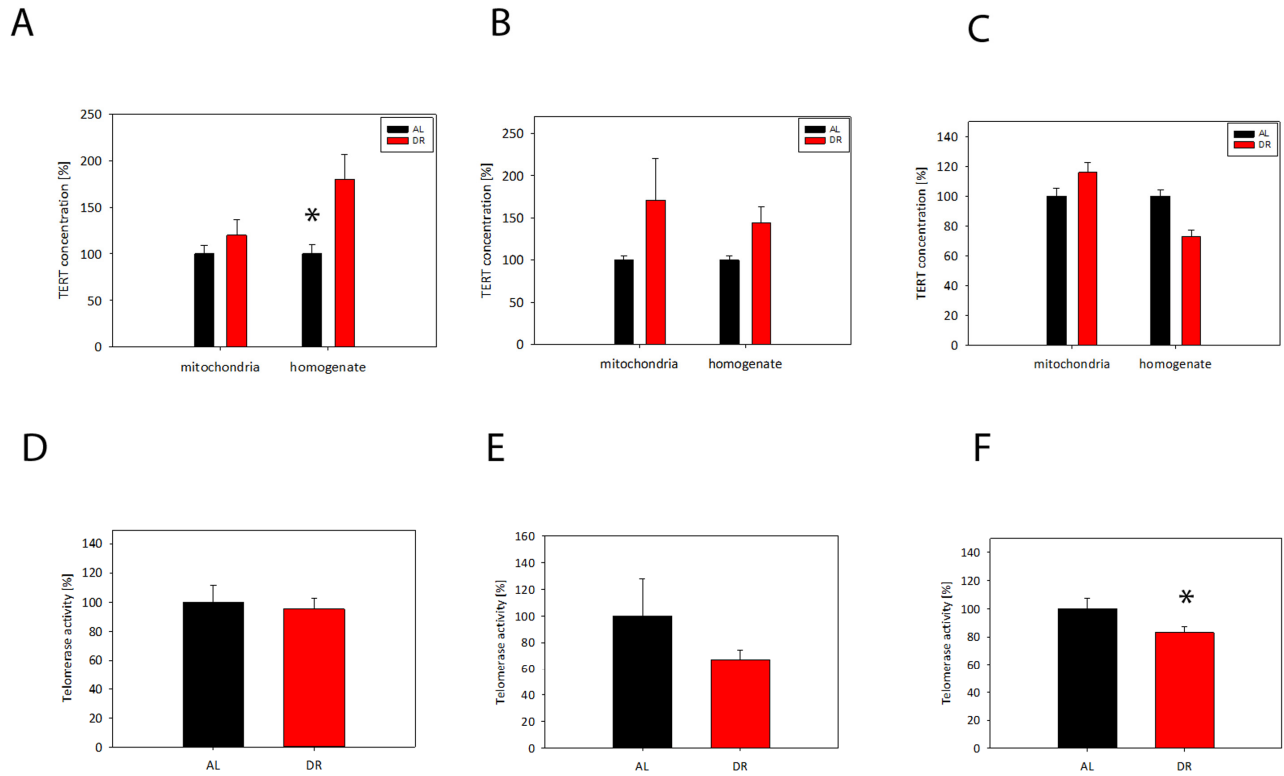 A
B
C
TERT concentration [%]
250
200
150
100
50
0
AL
DR
*
mitochondria
homogenate
TERT concentration [%]
250
200
150
100
50
0
AL
DR
mitochondria
homogenate
TERT concentration [%]
140
120
100
80
60
40
20
0
AL
DR
mitochondria
homogenate
D
E
F
Telomerase activity [%]
140
120
100
80
60
40
20
0
AL
DR
Telomerase activity [%]
160
140
120
100
80
60
40
20
0
AL
DR
Telomerase activity [%]
140
120
100
80
60
40
20
0
*
AL
DR